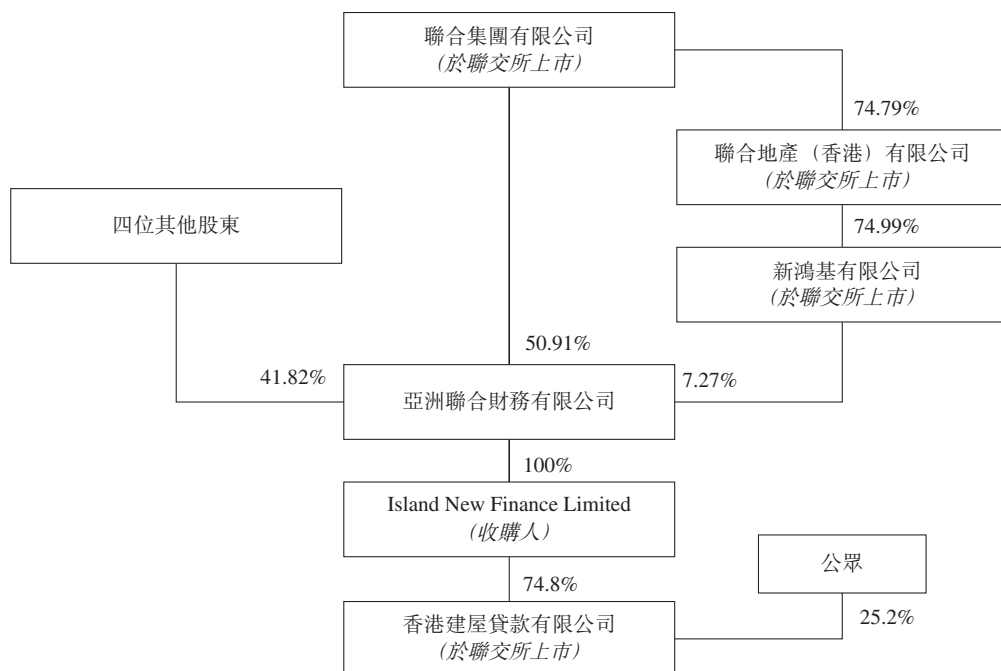 聯合集團有限公司
(於聯交所上市)
74.79%
聯合地產（香港）有限公司
(於聯交所上市)
四位其他股東
74.99%
新鴻基有限公司
(於聯交所上市)
50.91%
41.82%
7.27%
亞洲聯合財務有限公司
100%
Island New Finance Limited
(收購人)
公眾
74.8%
25.2%
香港建屋貸款有限公司
(於聯交所上市)